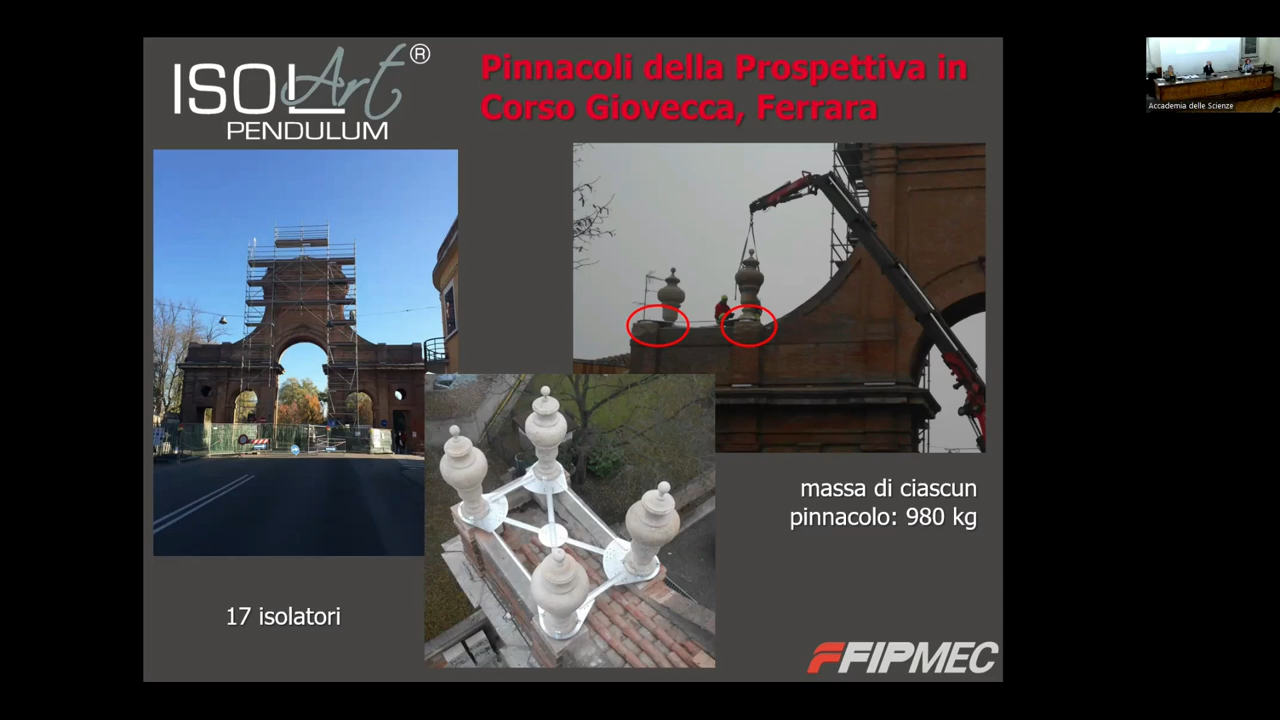 ISOLArt®
PENDULUM
Pinnacoli della Prospettiva in
Corso Giovecca, Ferrara
Accademia delle Scienze
massa di ciascun
pinnacolo: 980 kg
17 isolatori
FIPMEC